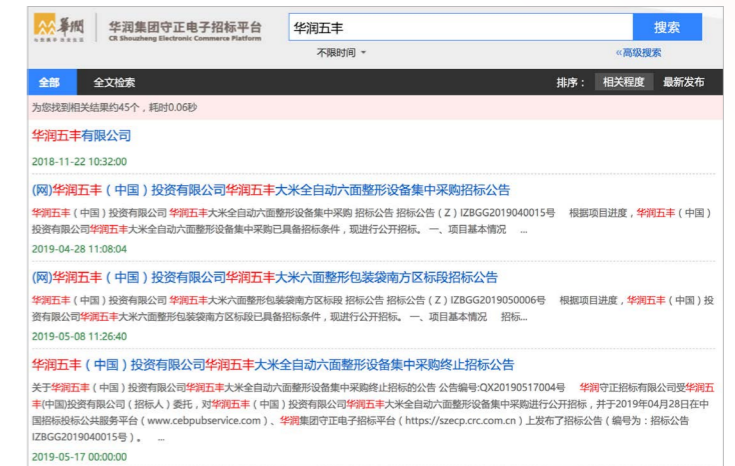 華潤
华润集团守正电子招标平台
CR Shouzheng Electronic Commerce Platform
华润五丰
搜索
不限时间
«高级搜索
全部 全文检索 排序： 相关程度 最新发布
为您找到相关结果约45个，耗时0.06秒
华润五丰有限公司
2018-11-22 10:32:00
(网)华润五丰（中国）投资有限公司华润五丰大米全自动六面整形设备集中采购招标公告
华润五丰（中国）投资有限公司 华润五丰大米全自动六面整形设备集中采购 招标公告 招标公告（Z）IZBGG2019040015号 根据项目进度，华润五丰（中国）
投资有限公司华润五丰大米全自动六面整形设备集中采购已具备招标条件，现进行公开招标。 一、项目基本情况 ...
2019-04-28 11:08:04
(网)华润五丰（中国）投资有限公司华润五丰大米六面整形包装袋南方区标段招标公告
华润五丰（中国）投资有限公司 华润五丰大米六面整形包装袋南方区标段 招标公告 招标公告（Z）IZBGG2019050006号 根据项目进度，华润五丰（中国）投
资有限公司华润五丰大米六面整形包装袋南方区标段已具备招标条件，现进行公开招标。 一、项目基本情况 招标...
2019-05-08 11:26:40
华润五丰（中国）投资有限公司华润五丰大米全自动六面整形设备集中采购终止招标公告
关于华润五丰（中国）投资有限公司华润五丰大米全自动六面整形设备集中采购终止招标的公告 公告编号:QX20190517004号 华润守正招标有限公司受华润五
丰(中国)投资有限公司（招标人）委托，对华润五丰（中国）投资有限公司华润五丰大米全自动六面整形设备集中采购进行公开招标，并于2019年04月28日在中
国招标投标公共服务平台（www.cebpubservice.com）、华润集团守正电子招标平台（https://szecp.crc.com.cn）上发布了招标公告（编号为：招标公告
IZBGG2019040015号）。 ...
2019-05-17 00:00:00